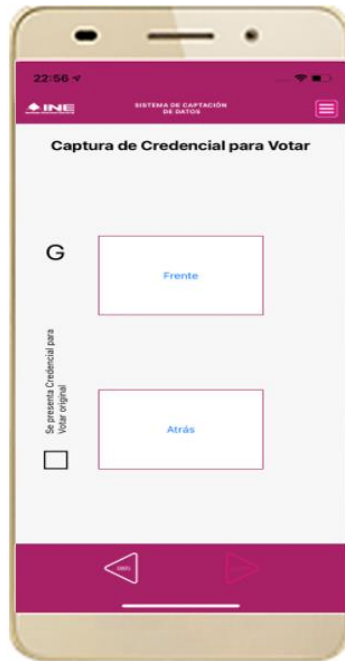 22:56
INE
SISTEMA DE CAPTACIÓN
DE DATOS
Captura de Credencial para Votar
G
Frente
Se presenta Credencial para
Votar original
Atrás